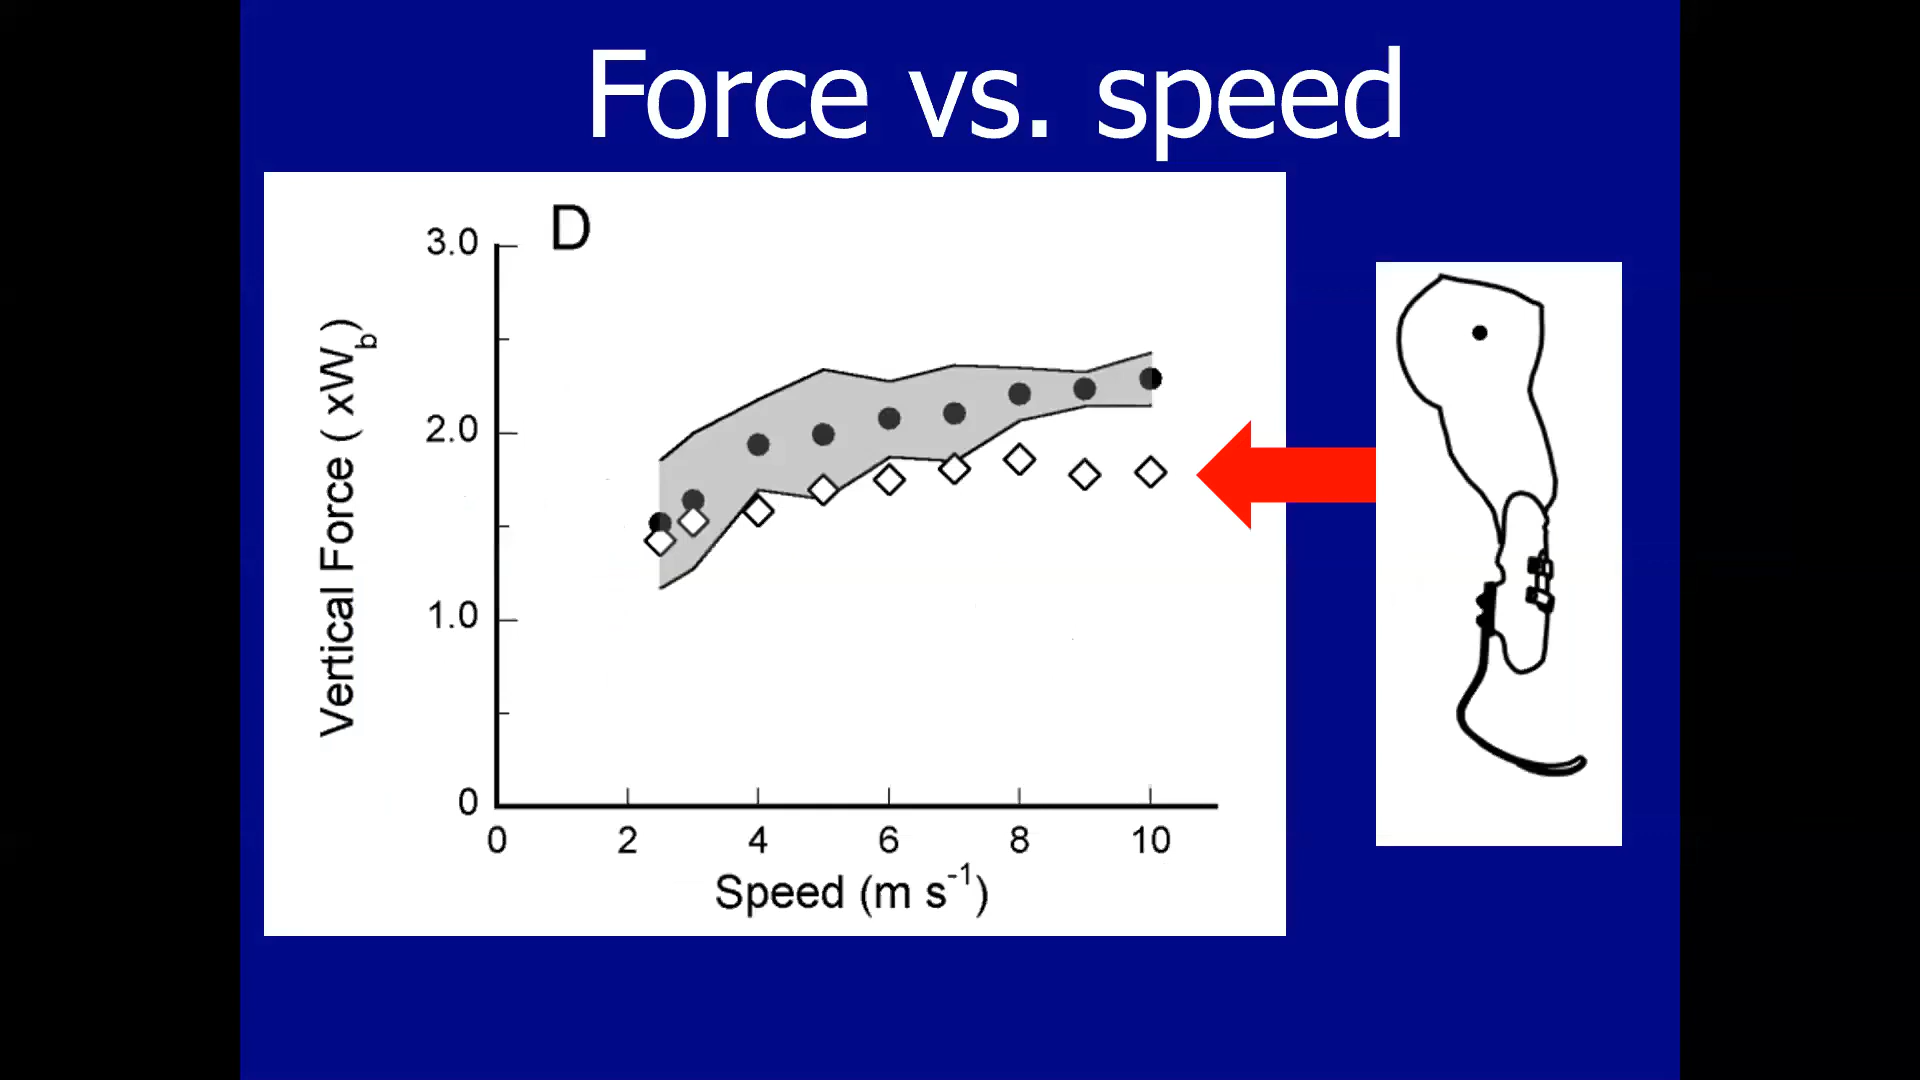 Force vs. speed
D
3.0
2.0
1.0
0
Vertical Force ( xWb)
0 2 4 6 8 10
Speed (m s-1)